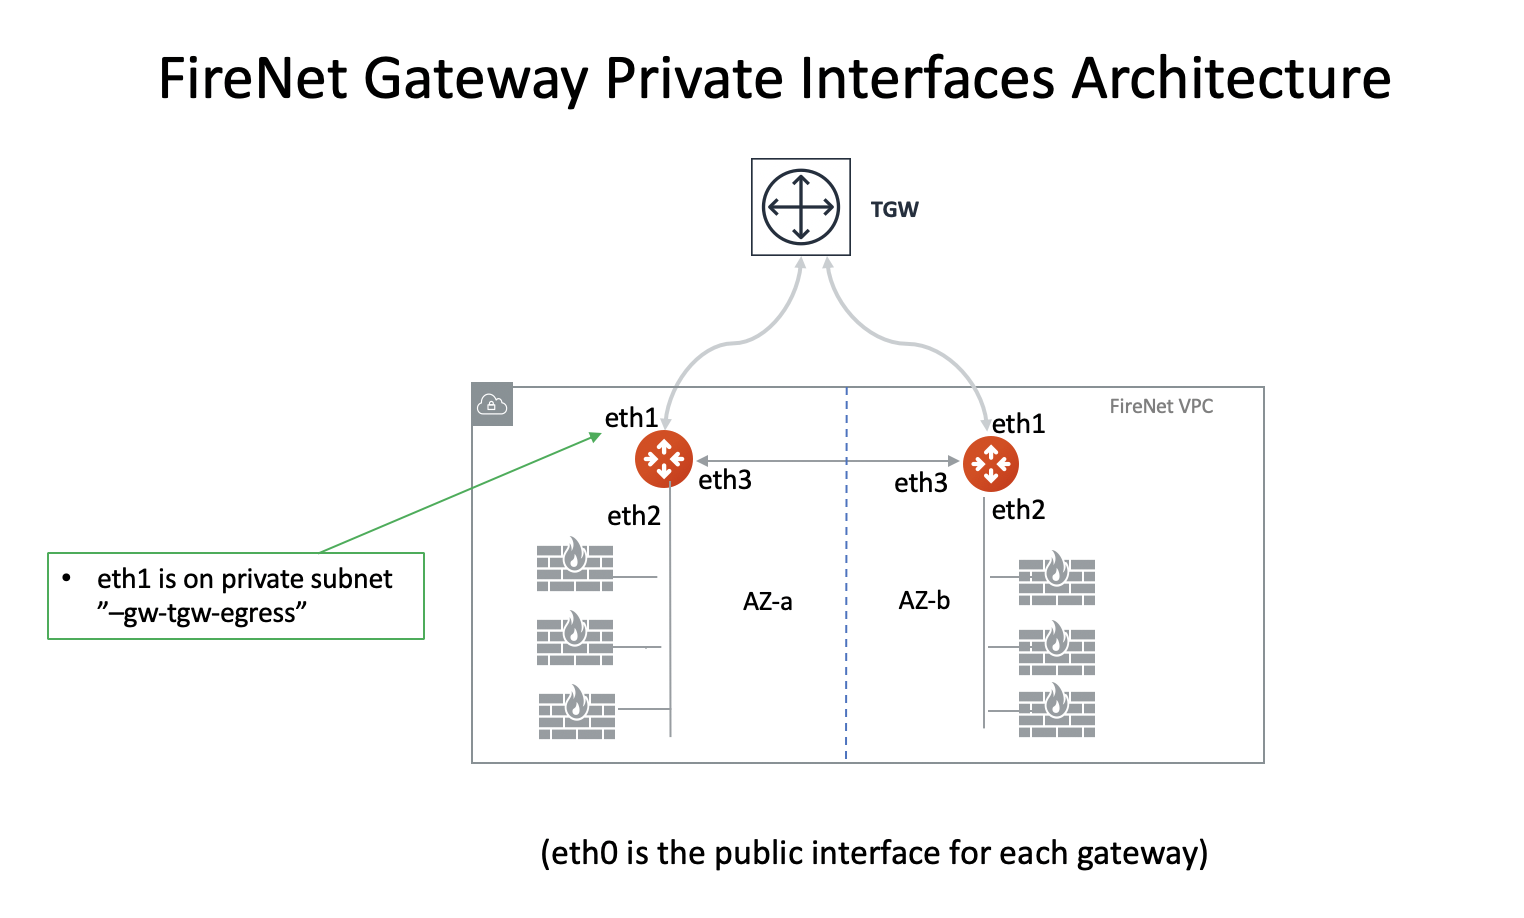 FireNet Gateway Private Interfaces Architecture
TGW
FireNet VPC
eth1
eth1
eth3
eth3
eth2
eth2
• eth1 is on private subnet
”–gw-tgw-egress”
AZ-a
AZ-b
(eth0 is the public interface for each gateway)